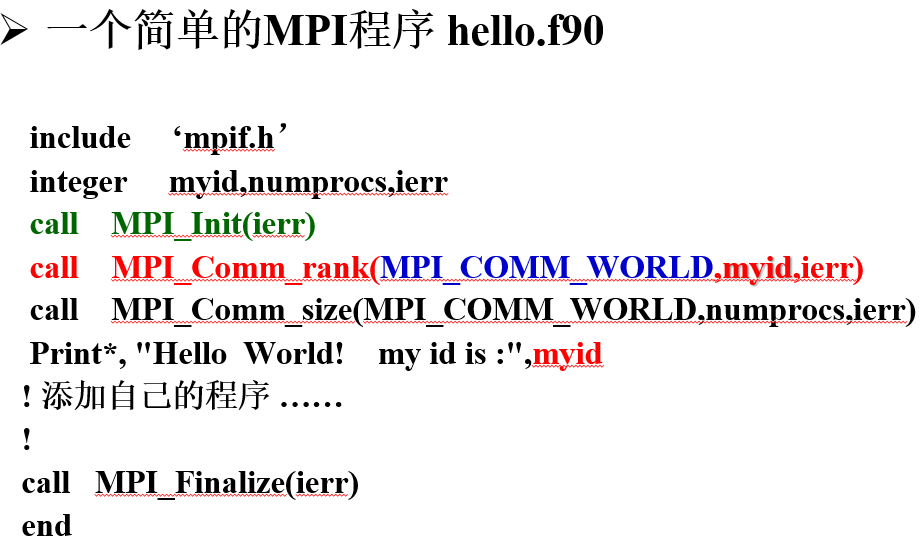 ➢ 一个简单的MPI程序 hello.f90
include ‘mpif.h’
integer myid,numprocs,ierr
call MPI_Init(ierr)
call MPI_Comm_rank(MPI_COMM_WORLD,myid,ierr)
call MPI_Comm_size(MPI_COMM_WORLD,numprocs,ierr)
Print*, "Hello World! my id is :",myid
! 添加自己的程序 ……
!
call MPI_Finalize(ierr)
end